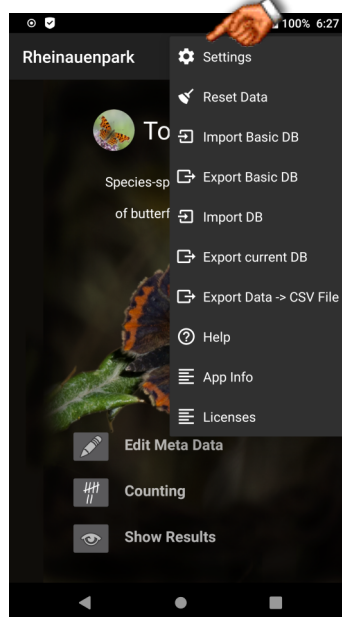 100% 6:27
Rheinauenpark
Settings
Reset Data
To
Import Basic DB
Species-sp
Export Basic DB
of butterf
Import DB
Export current DB
Export Data -> CSV File
Help
App Info
Licenses
Edit Meta Data
Counting
Show Results